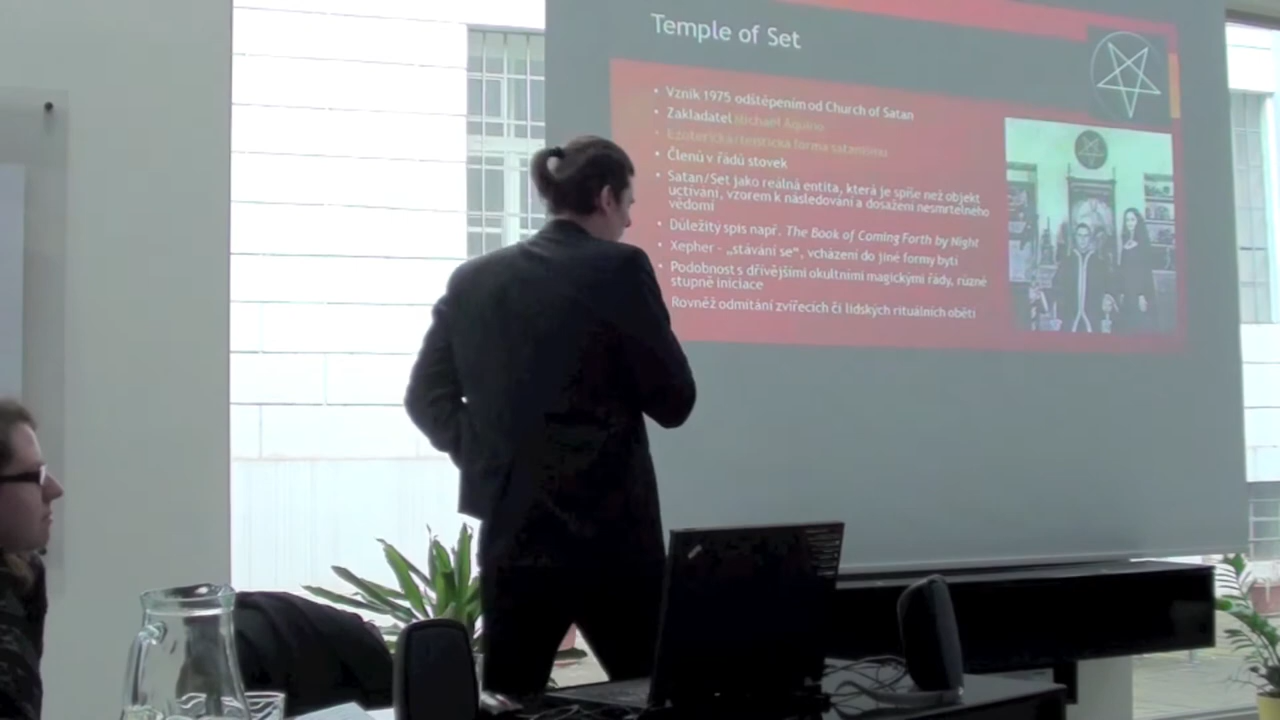 Temple of Set
• Vznik 1975 odštěpením od Church of Satan
• Zakladatel Michael Aquino
• Ezoterická/teistická forma satanismu
• Členů v řádů stovek
• Satan/Set jako reálná entita, která je spíše než objekt
uctívání, vzorem k následování a dosažení nesmrtelného
vědomí
• Důležitý spis např. The Book of Coming Forth by Night
• Xepher - „stávání se“, vcházení do jiné formy bytí
• Podobnost s dřívějšími okultními magickými řády, různé
stupně iniciace
Rovněž odmítání zvířecích či lidských rituálních obětí